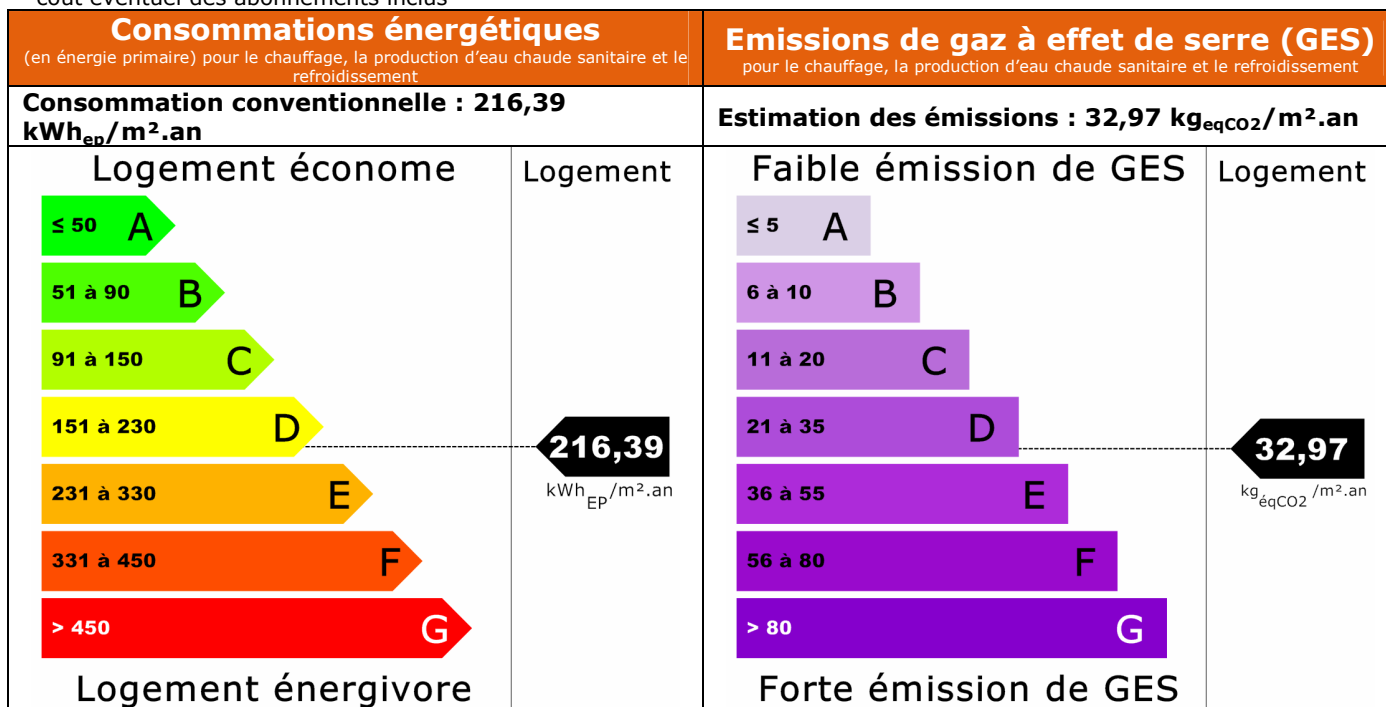 coût éventuel des abonnements inclus
Consommations énergétiques
(en énergie primaire) pour le chauffage, la production d'eau chaude sanitaire et le
refroidissement
Consommation conventionnelle : 216,39
kWhep/m².an
Logement économe
Logement
≤ 50 A
51 à 90 B
91 à 150 C
151 à 230 D
216,39
kWhEP/m².an
231 à 330 E
331 à 450 F
> 450 G
Logement énergivore
Emissions de gaz à effet de serre (GES)
pour le chauffage, la production d'eau chaude sanitaire et le refroidissement
Estimation des émissions : 32,97 kgeqCO2/m².an
Faible émission de GES
Logement
≤ 5 A
6 à 10 B
11 à 20 C
21 à 35 D
32,97
kgéqCO2/m².an
36 à 55 E
56 à 80 F
> 80 G
Forte émission de GES